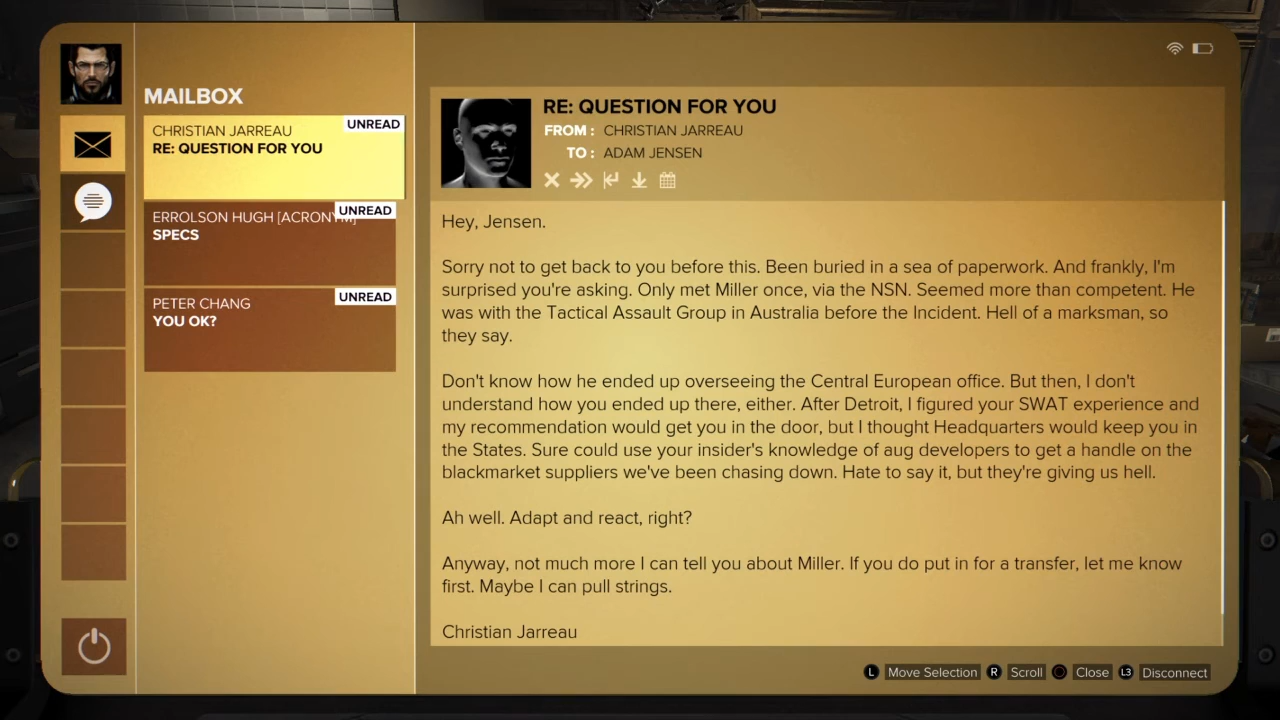 MAILBOX
CHRISTIAN JARREAU
UNREAD
RE: QUESTION FOR YOU
ERROLSON HUGH [ACRONYM]
UNREAD
SPECS
PETER CHANG
UNREAD
YOU OK?
RE: QUESTION FOR YOU
FROM : CHRISTIAN JARREAU
TO : ADAM JENSEN
Hey, Jensen.
Sorry not to get back to you before this. Been buried in a sea of paperwork. And frankly, I'm
surprised you're asking. Only met Miller once, via the NSN. Seemed more than competent. He
was with the Tactical Assault Group in Australia before the Incident. Hell of a marksman, so
they say.
Don't know how he ended up overseeing the Central European office. But then, I don't
understand how you ended up there, either. After Detroit, I figured your SWAT experience and
my recommendation would get you in the door, but I thought Headquarters would keep you in
the States. Sure could use your insider's knowledge of aug developers to get a handle on the
blackmarket suppliers we've been chasing down. Hate to say it, but they're giving us hell.
Ah well. Adapt and react, right?
Anyway, not much more I can tell you about Miller. If you do put in for a transfer, let me know
first. Maybe I can pull strings.
Christian Jarreau
L Move Selection R Scroll Close L3 Disconnect